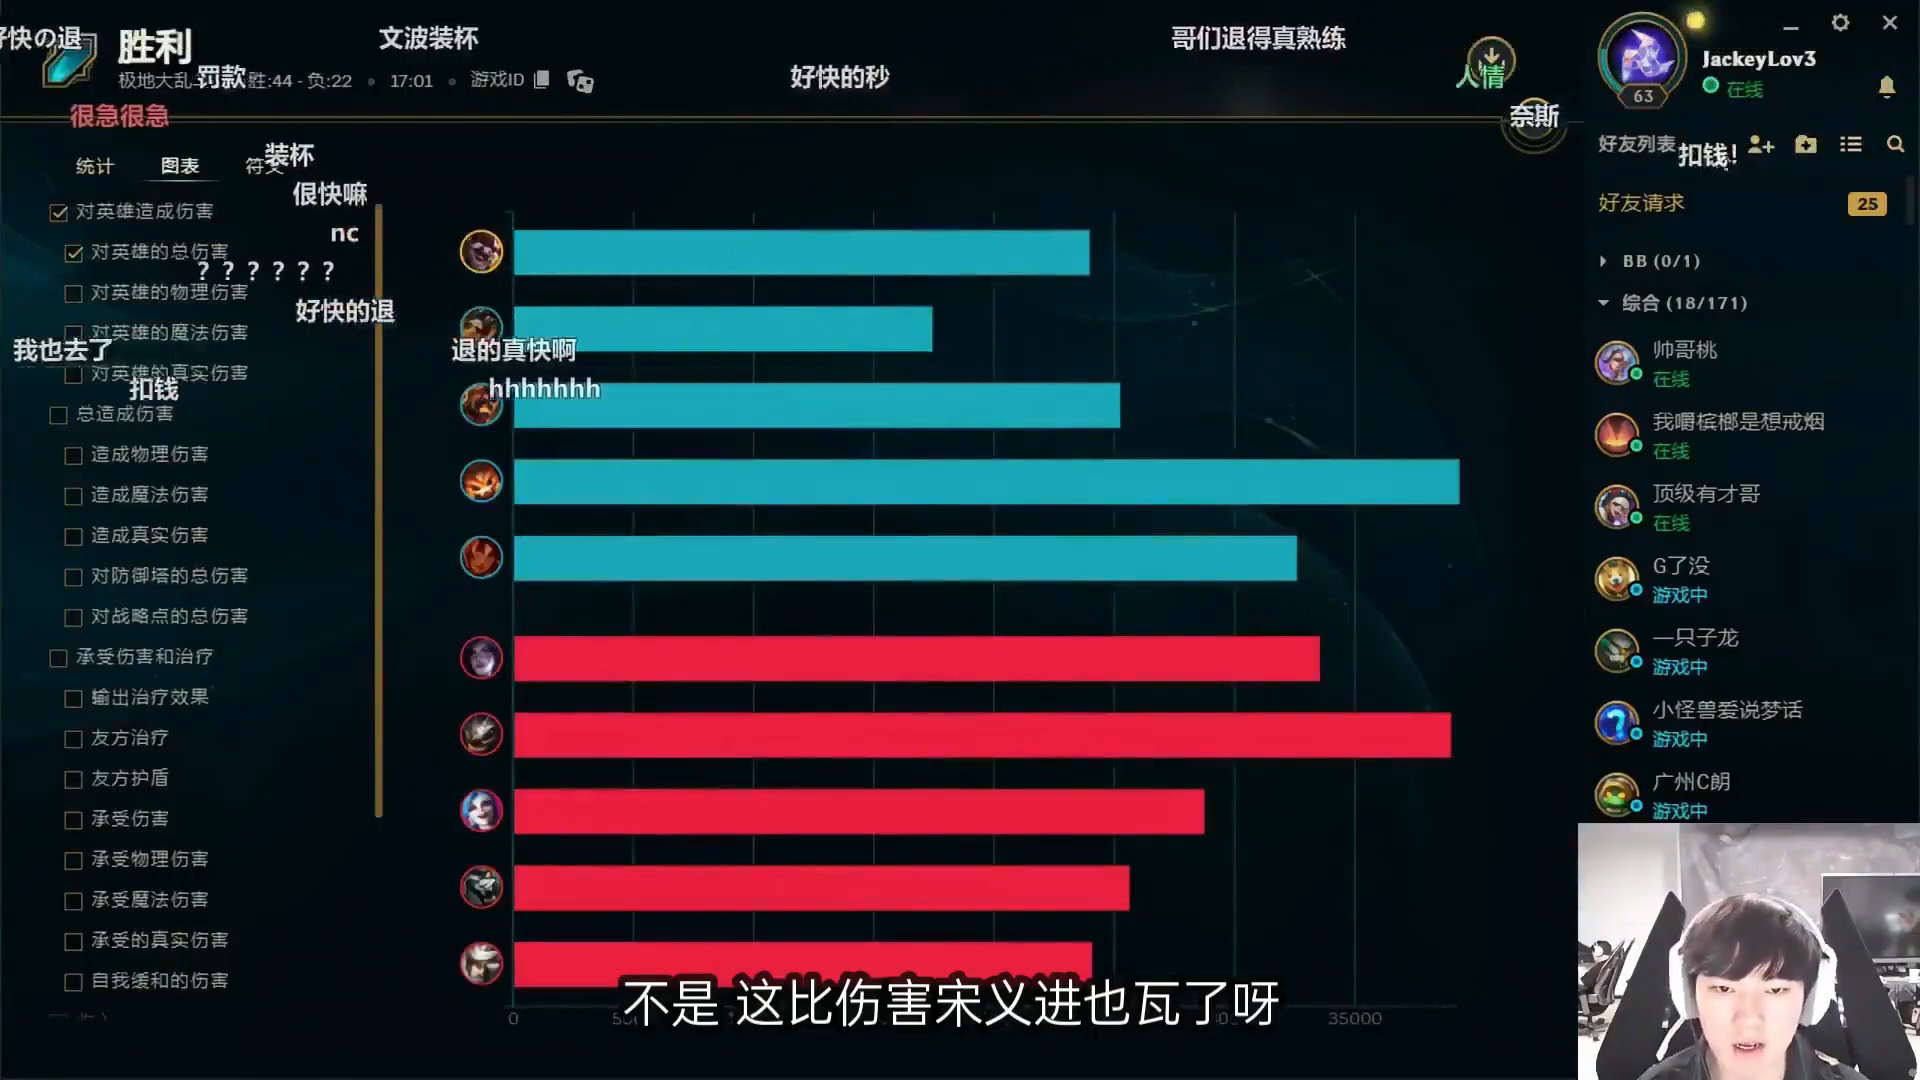 好快の退
文波装杯
哥们退得真熟练
胜利
极地大乱 罚款 胜:44 - 负:22 • 17:01 • 游戏ID
好快的秒
人情
JackeyLov3
63
在线
很急很急
奈斯
统计 图表 符文
装杯
好友列表
扣钱!
很快嘛
好友请求 25
nc
BB (0/1)
综合 (18/171)
对英雄造成伤害
对英雄的总伤害
??????
对英雄的物理伤害
好快的退
对英雄的魔法伤害
我也去了
退的真快啊
对英雄的真实伤害
扣钱
hhhhhhh
总造成伤害
造成物理伤害
造成魔法伤害
造成真实伤害
对防御塔的总伤害
对战略点的总伤害
承受伤害和治疗
输出治疗效果
友方治疗
友方护盾
承受伤害
承受物理伤害
承受魔法伤害
承受的真实伤害
自我缓和的伤害
帅哥桃
在线
我嚼槟榔是想戒烟
在线
顶级有才哥
在线
G了没
游戏中
一只子龙
游戏中
小怪兽爱说梦话
游戏中
广州C朗
游戏中
0 35000
不是 这比伤害宋义进也瓦了呀